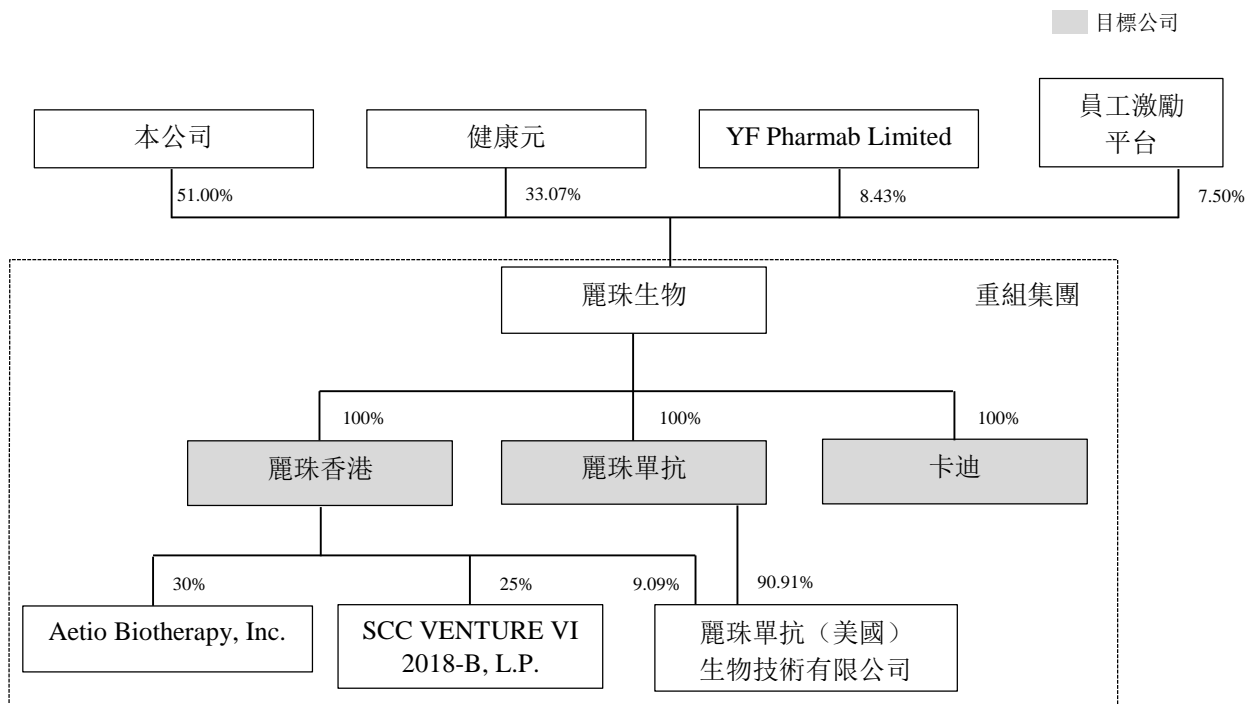 目標公司
本公司
健康元
YF Pharmab Limited
員工激勵
平台
51.00%
33.07%
8.43%
7.50%
麗珠生物
重組集團
100%
100%
100%
麗珠香港
麗珠單抗
卡迪
30%
25%
9.09%
90.91%
Aetio Biotherapy, Inc.
SCC VENTURE VI
2018-B, L.P.
麗珠單抗（美國）
生物技術有限公司